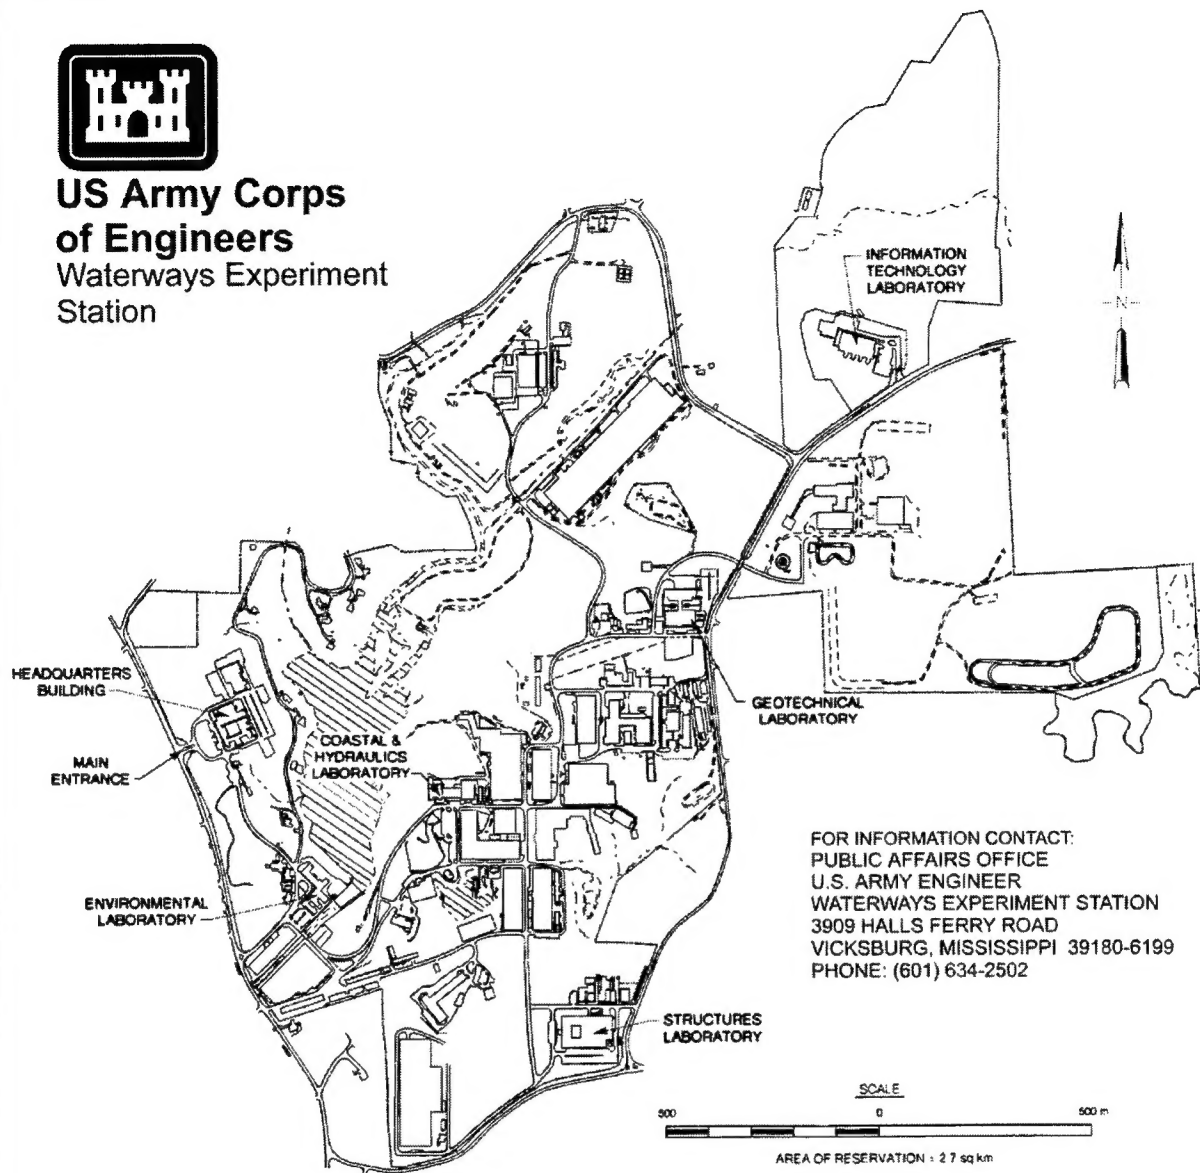 US Army Corps
of Engineers
Waterways Experiment
Station
INFORMATION
TECHNOLOGY
LABORATORY
N
HEADQUARTERS
BUILDING
MAIN
ENTRANCE
COASTAL &
HYDRAULICS
LABORATORY
GEOTECHNICAL
LABORATORY
ENVIRONMENTAL
LABORATORY
STRUCTURES
LABORATORY
FOR INFORMATION CONTACT:
PUBLIC AFFAIRS OFFICE
U.S. ARMY ENGINEER
WATERWAYS EXPERIMENT STATION
3909 HALLS FERRY ROAD
VICKSBURG, MISSISSIPPI 39180-6199
PHONE: (601) 634-2502
SCALE
500 0 500 m
AREA OF RESERVATION : 2.7 sq km